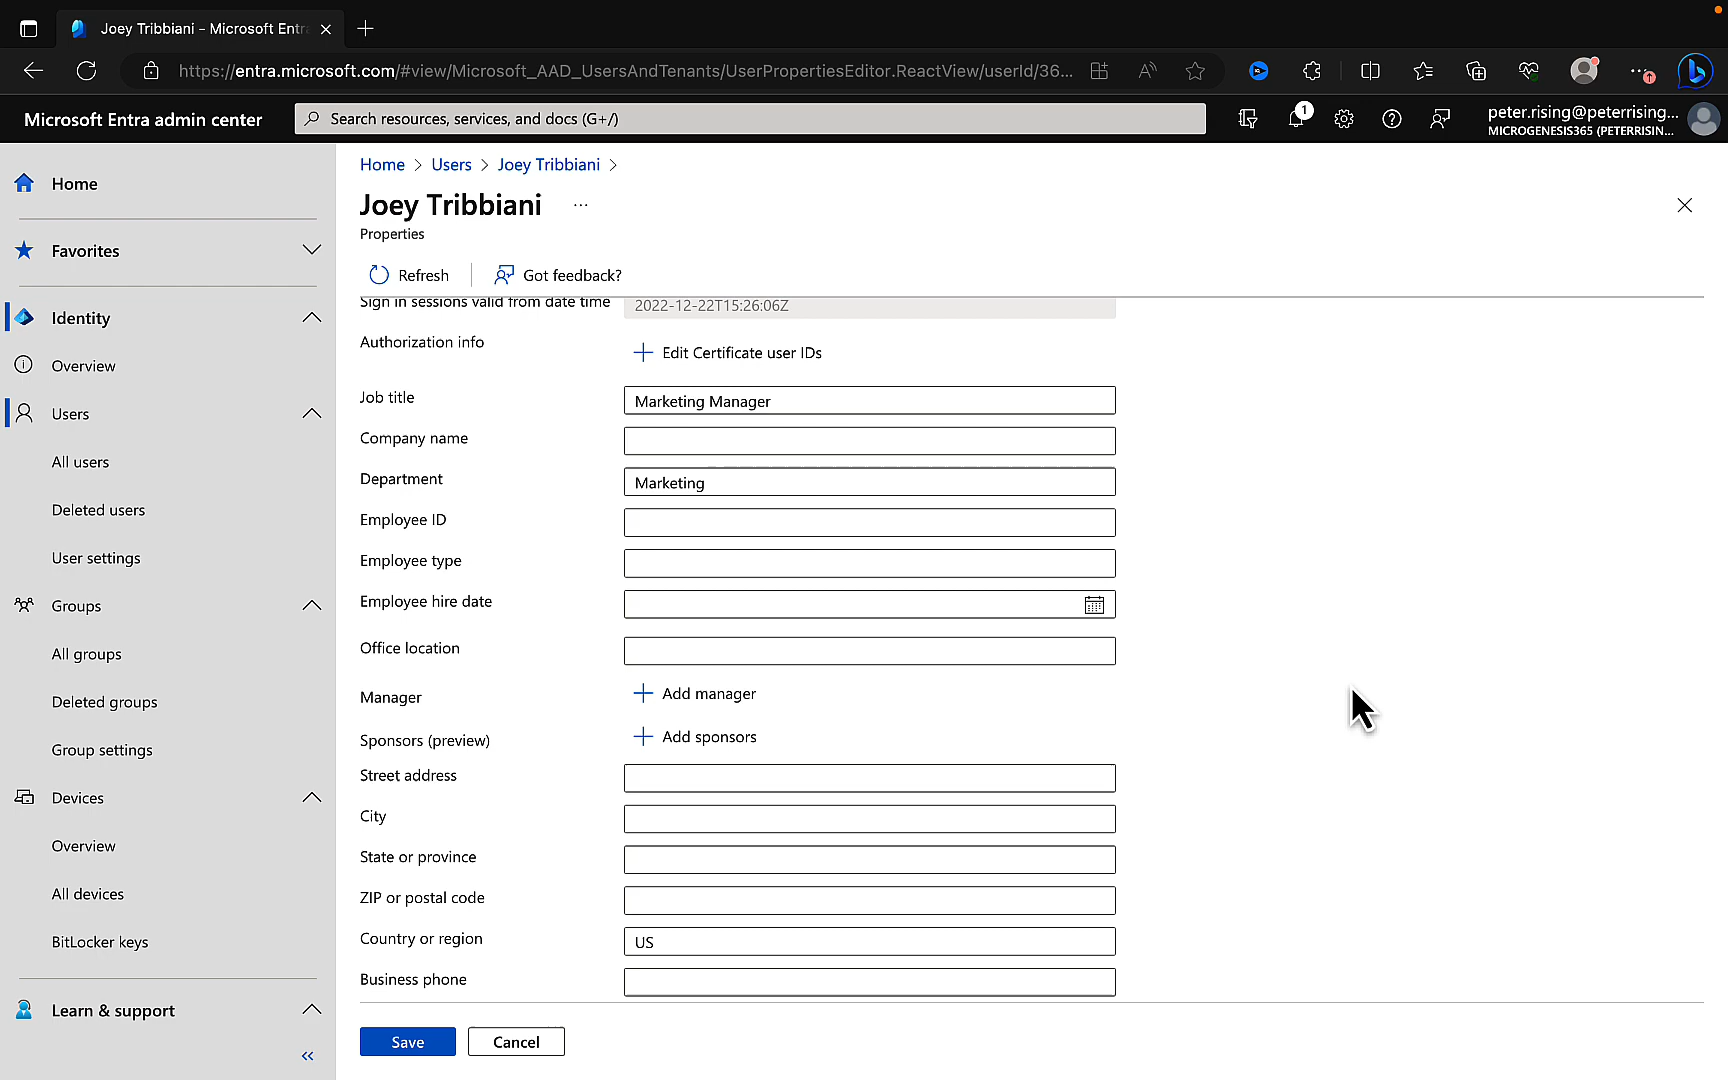 Joey Tribbiani - Microsoft Entra
https://entra.microsoft.com/#view/Microsoft_AAD_UsersAndTenants/UserPropertiesEditor.ReactView/userId/36...
Microsoft Entra admin center
Search resources, services, and docs (G+/)
1
peter.rising@peterrising...
MICROGENESIS365 (PETERRISIN...
Home
Favorites
Identity
Overview
Users
All users
Deleted users
User settings
Groups
All groups
Deleted groups
Group settings
Devices
Overview
All devices
BitLocker keys
Learn & support
Home > Users > Joey Tribbiani >
Joey Tribbiani ...
Properties
Refresh
Got feedback?
Sign in sessions valid from date time 2022-12-22T15:26:06Z
Authorization info
Edit Certificate user IDs
Job title Marketing Manager
Company name
Department Marketing
Employee ID
Employee type
Employee hire date
Office location
Manager Add manager
Sponsors (preview) Add sponsors
Street address
City
State or province
ZIP or postal code
Country or region US
Business phone
Save Cancel